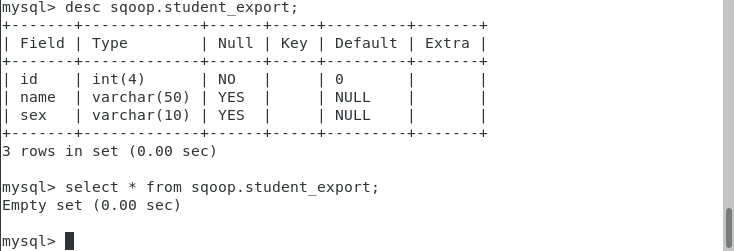 mysql> desc sqoop.student_export;
+-------+-------------+------+-----+---------+-------+
| Field | Type        | Null | Key | Default | Extra |
+-------+-------------+------+-----+---------+-------+
| id    | int(4)      | NO   |     | 0       |       |
| name  | varchar(50) | YES  |     | NULL    |       |
| sex   | varchar(10) | YES  |     | NULL    |       |
+-------+-------------+------+-----+---------+-------+
3 rows in set (0.00 sec)
mysql> select * from sqoop.student_export;
Empty set (0.00 sec)
mysql>